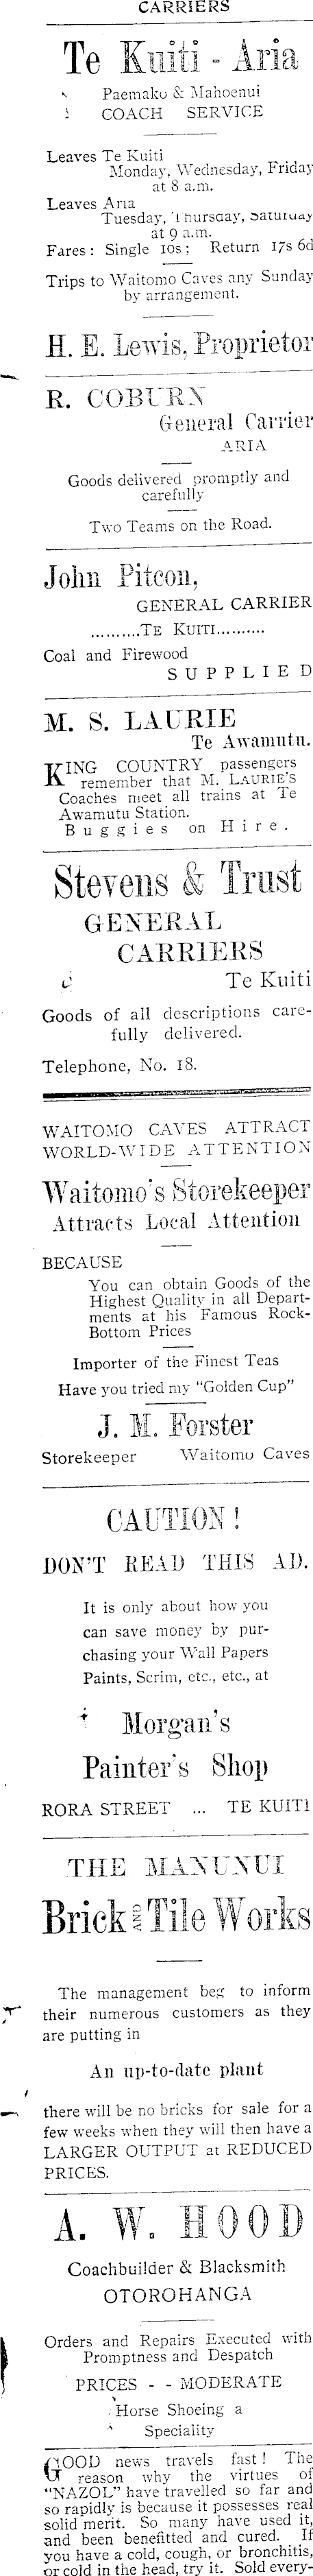 CARRIERS
Te Kuiti - Aria
Paemako & Mahoenui
COACH SERVICE
Leaves Te Kuiti
Monday, Wednesday, Friday
at 8 a.m.
Leaves Aria
Tuesday, Thursday, Saturday
at 9 a.m.
Fares: Single 10s; Return 17s 6d
Trips to Waitomo Caves any Sunday
by arrangement.
H. E. Lewis, Proprietor
R. COBURN
General Carrier
ARIA
Goods delivered promptly and
carefully
Two Teams on the Road.
John Pitcon,
GENERAL CARRIER
..........TE KUITI..........
Coal and Firewood
SUPPLIED
M. S. LAURIE
Te Awamutu.
KING COUNTRY passengers
remember that M. LAURIE'S
Coaches meet all trains at Te
Awamutu Station.
Buggies on Hire.
Stevens & Trust
GENERAL
CARRIERS
Te Kuiti
Goods of all descriptions care-
fully delivered.
Telephone, No. 18.
WAITOMO CAVES ATTRACT
WORLD-WIDE ATTENTION
Waitomo's Storekeeper
Attracts Local Attention
BECAUSE
You can obtain Goods of the
Highest Quality in all Depart-
ments at his Famous Rock-
Bottom Prices
Importer of the Finest Teas
Have you tried my "Golden Cup"
J. M. Forster
Storekeeper Waitomo Caves
CAUTION!
DON'T READ THIS AD.
It is only about how you
can save money by pur-
chasing your Wall Papers
Paints, Scrim, etc., etc., at
Morgan's
Painter's Shop
RORA STREET ... TE KUITI
THE MANUNUI
Brick AND Tile Works
The management beg to inform
their numerous customers as they
are putting in
An up-to-date plant
there will be no bricks for sale for a
few weeks when they will then have a
LARGER OUTPUT at REDUCED
PRICES.
A. W. HOOD
Coachbuilder & Blacksmith
OTOROHANGA
Orders and Repairs Executed with
Promptness and Despatch
PRICES - - MODERATE
Horse Shoeing a
Speciality
GOOD news travels fast! The
reason why the virtues of
"NAZOL" have travelled so far and
so rapidly is because it possesses real
solid merit. So many have used it,
and been benefitted and cured. If
you have a cold, cough, or bronchitis,
or cold in the head, try it. Sold every-